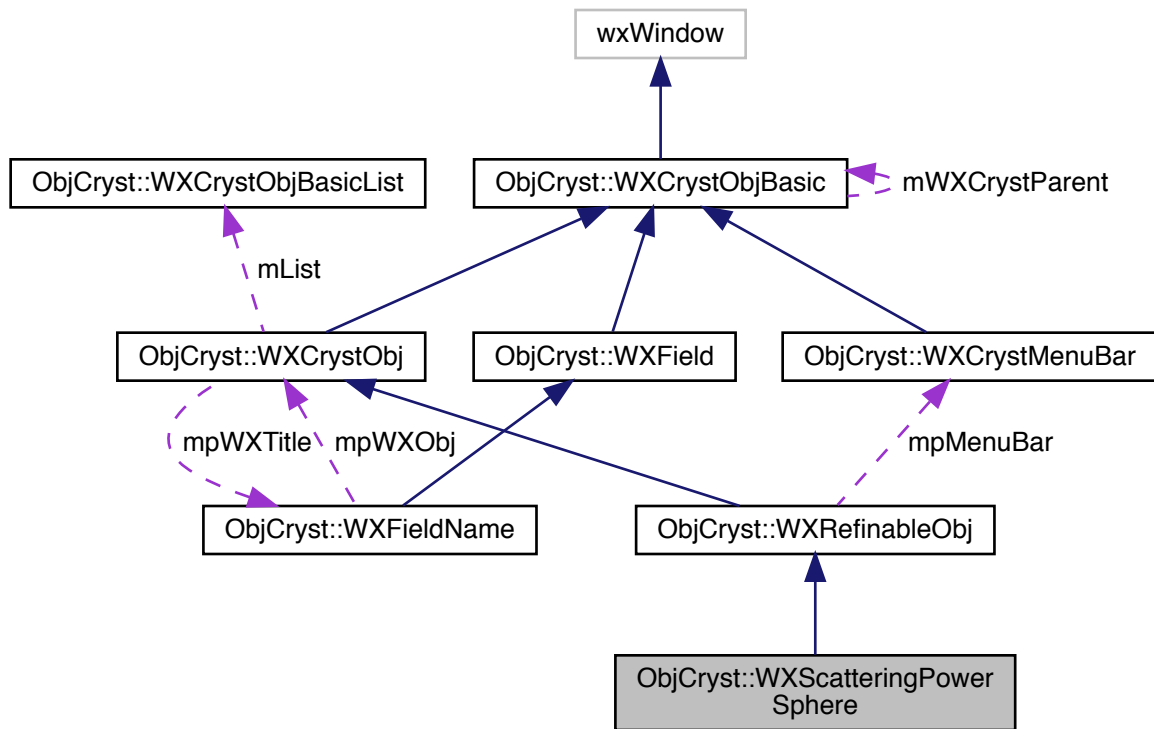 wxWindow
ObjCryst::WXCrystObjBasicList
ObjCryst::WXCrystObjBasic
mWXCrystParent
mList
ObjCryst::WXCrystObj
ObjCryst::WXField
ObjCryst::WXCrystMenuBar
mpWXTitle
mpWXObj
mpMenuBar
ObjCryst::WXFieldName
ObjCryst::WXRefinableObj
ObjCryst::WXScatteringPower
Sphere